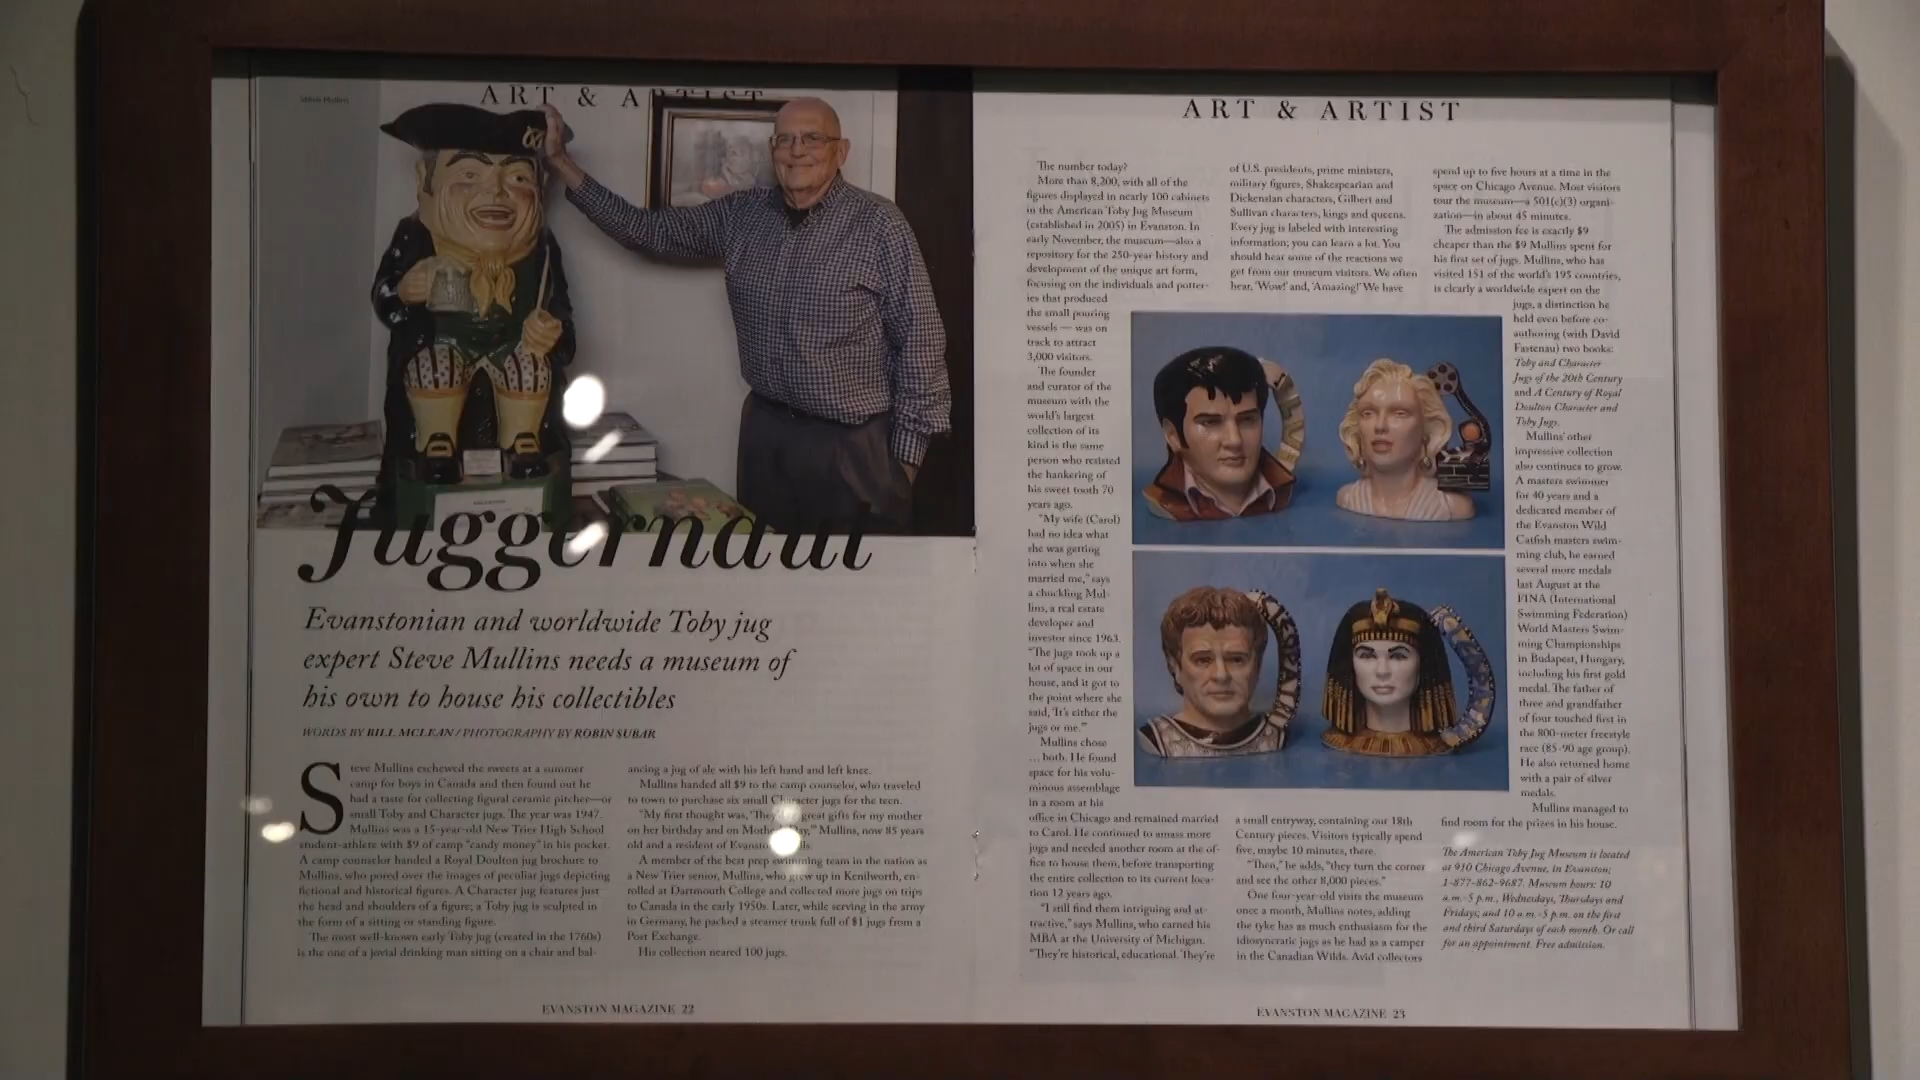 Steve Mullins
ART & ARTIST
Juggernaut
Evanstonian and worldwide Toby jug
expert Steve Mullins needs a museum of
his own to house his collectibles
WORDS BY BILL MCLEAN / PHOTOGRAPHY BY ROBIN SUBAR
Steve Mullins eschewed the sweets at a summer
camp for boys in Canada and then found out he
had a taste for collecting figural ceramic pitcher—or
small Toby and Character jugs. The year was 1947.
Mullins was a 15-year-old New Trier High School
student-athlete with $9 of camp "candy money" in his pocket.
A camp counselor handed a Royal Doulton jug brochure to
Mullins, who pored over the images of peculiar jugs depicting
fictional and historical figures. A Character jug features just
the head and shoulders of a figure; a Toby jug is sculpted in
the form of a sitting or standing figure.
The most well-known early Toby jug (created in the 1760s)
is the one of a jovial drinking man sitting on a chair and bal-
ancing a jug of ale with his left hand and left knee.
Mullins handed all $9 to the camp counselor, who traveled
to town to purchase six small Character jugs for the teen.
"My first thought was, 'They great gifts for my mother
on her birthday and on Mother's Day,'" Mullins, now 85 years
old and a resident of Evanston
A member of the best prep swimming team in the nation as
a New Trier senior, Mullins, who grew up in Kenilworth, en-
rolled at Dartmouth College and collected more jugs on trips
to Canada in the early 1950s. Later, while serving in the army
in Germany, he packed a steamer trunk full of $1 jugs from a
Post Exchange.
His collection neared 100 jugs.
EVANSTON MAGAZINE 22
ART & ARTIST
The number today?
More than 8,200, with all of the
figures displayed in nearly 100 cabinets
in the American Toby Jug Museum
(established in 2005) in Evanston. In
early November, the museum—also a
repository for the 250-year history and
development of the unique art form,
focusing on the individuals and potter-
ies that produced
the small pouring
vessels — was on
track to attract
3,000 visitors.
The founder
and curator of the
museum with the
world's largest
collection of its
kind is the same
person who resisted
the hankering of
his sweet tooth 70
years ago.
"My wife (Carol)
had no idea what
she was getting
into when she
married me," says
a chuckling Mul-
lins, a real estate
developer and
investor since 1963.
"The jugs took up a
lot of space in our
house, and it got to
the point where she
said, 'It's either the
jugs or me.'"
Mullins chose
... both. He found
space for his volu-
minous assemblage
in a room at his
office in Chicago and remained married
to Carol. He continued to amass more
jugs and needed another room at the of-
fice to house them, before transporting
the entire collection to its current loca-
tion 12 years ago.
"I still find them intriguing and at-
tractive," says Mullins, who earned his
MBA at the University of Michigan.
"They're historical, educational. They're
of U.S. presidents, prime ministers,
military figures, Shakespearian and
Dickensian characters, Gilbert and
Sullivan characters, kings and queens.
Every jug is labeled with interesting
information; you can learn a lot. You
should hear some of the reactions we
get from our museum visitors. We often
hear, 'Wow!' and, 'Amazing!' We have
a small entryway, containing our 18th
Century pieces. Visitors typically spend
five, maybe 10 minutes, there.
"Then," he adds, "they turn the corner
and see the other 8,000 pieces."
One four-year-old visits the museum
once a month, Mullins notes, adding
the tyke has as much enthusiasm for the
idiosyncratic jugs as he had as a camper
in the Canadian Wilds. Avid collectors
spend up to five hours at a time in the
space on Chicago Avenue. Most visitors
tour the museum—a 501(c)(3) organi-
zation—in about 45 minutes.
The admission fee is exactly $9
cheaper than the $9 Mullins spent for
his first set of jugs. Mullins, who has
visited 151 of the world's 195 countries,
is clearly a worldwide expert on the
jugs, a distinction he
held even before co-
authoring (with David
Fastenau) two books:
Toby and Character
Jugs of the 20th Century
and A Century of Royal
Doulton Character and
Toby Jugs.
Mullins' other
impressive collection
also continues to grow.
A masters swimmer
for 40 years and a
dedicated member of
the Evanston Wild
Catfish masters swim-
ming club, he earned
several more medals
last August at the
FINA (International
Swimming Federation)
World Masters Swim-
ming Championships
in Budapest, Hungary,
including his first gold
medal. The father of
three and grandfather
of four touched first in
the 800-meter freestyle
race (85-90 age group).
He also returned home
with a pair of silver
medals.
Mullins managed to
find room for the prizes in his house.
The American Toby Jug Museum is located
at 910 Chicago Avenue, in Evanston;
1-877-862-9687. Museum hours: 10
a.m.-5 p.m., Wednesdays, Thursdays and
Fridays; and 10 a.m.-5 p.m. on the first
and third Saturdays of each month. Or call
for an appointment. Free admission.
EVANSTON MAGAZINE 23